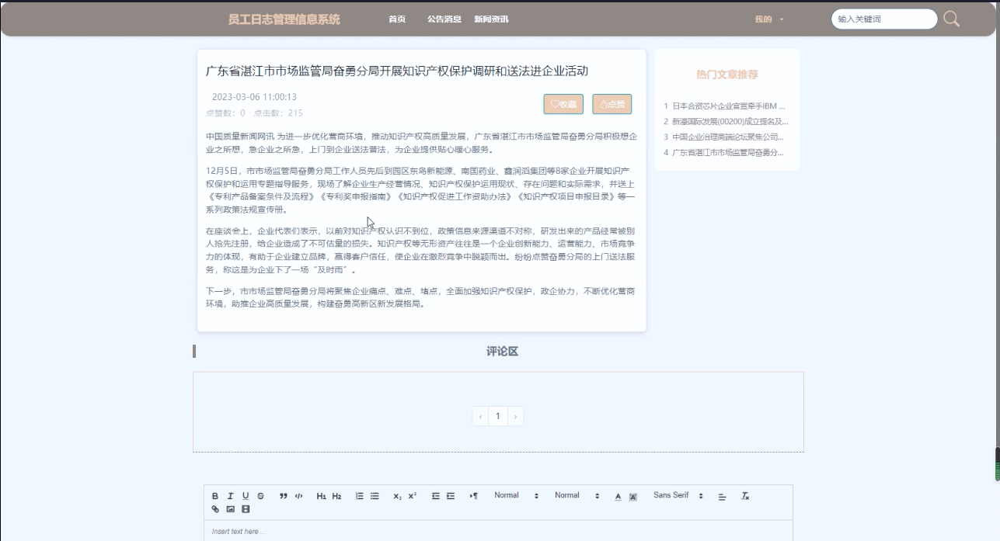 员工日志管理信息系统 首页 公告消息 新闻资讯 我的 输入关键词
广东省湛江市市场监管局奋勇分局开展知识产权保护调研和送法进企业活动
2023-03-06 11:00:13
点赞数：0 点击数：215
收藏 点赞
中国质量新闻网讯 为进一步优化营商环境，推动知识产权高质量发展，广东省湛江市市场监管局奋勇分局积极想企
业之所想，急企业之所急，上门到企业送法普法，为企业提供贴心暖心服务。
12月5日，市市场监管局奋勇分局工作人员先后到园区东岛新能源、南国药业、鑫润滔集团等8家企业开展知识产
权保护和运用专题指导服务，现场了解企业生产经营情况、知识产权保护运用现状、存在问题和实际需求，并送上
《专利产品备案条件及流程》《专利奖申报指南》《知识产权促进工作资助办法》《知识产权项目申报目录》等一
系列政策法规宣传册。
在座谈会上，企业代表们表示，以前对知识产权认识不到位，政策信息来源渠道不对称，研发出来的产品经常被别
人抢先注册，给企业造成了不可估量的损失。知识产权等无形资产往往是一个企业创新能力、运营能力、市场竞争
力的体现，有助于企业建立品牌，赢得客户信任，使企业在激烈竞争中脱颖而出。纷纷点赞奋勇分局的上门送法服
务，称这是为企业下了一场“及时雨”。
下一步，市市场监管局奋勇分局将聚焦企业痛点、难点、堵点，全面加强知识产权保护，政企协力，不断优化营商
环境，助推企业高质量发展，构建奋勇高新区新发展格局。
热门文章推荐
1 日本合资芯片企业官宣牵手IBM ...
2 新濠国际发展(00200)成立提名及...
3 中国企业治理高端论坛聚焦公司...
4 广东省湛江市市场监管局奋勇分...
评论区
‹ 1 ›
B I U S H1 H2 X₂ X² Normal Normal A A Sans Serif Tx
Insert text here ...